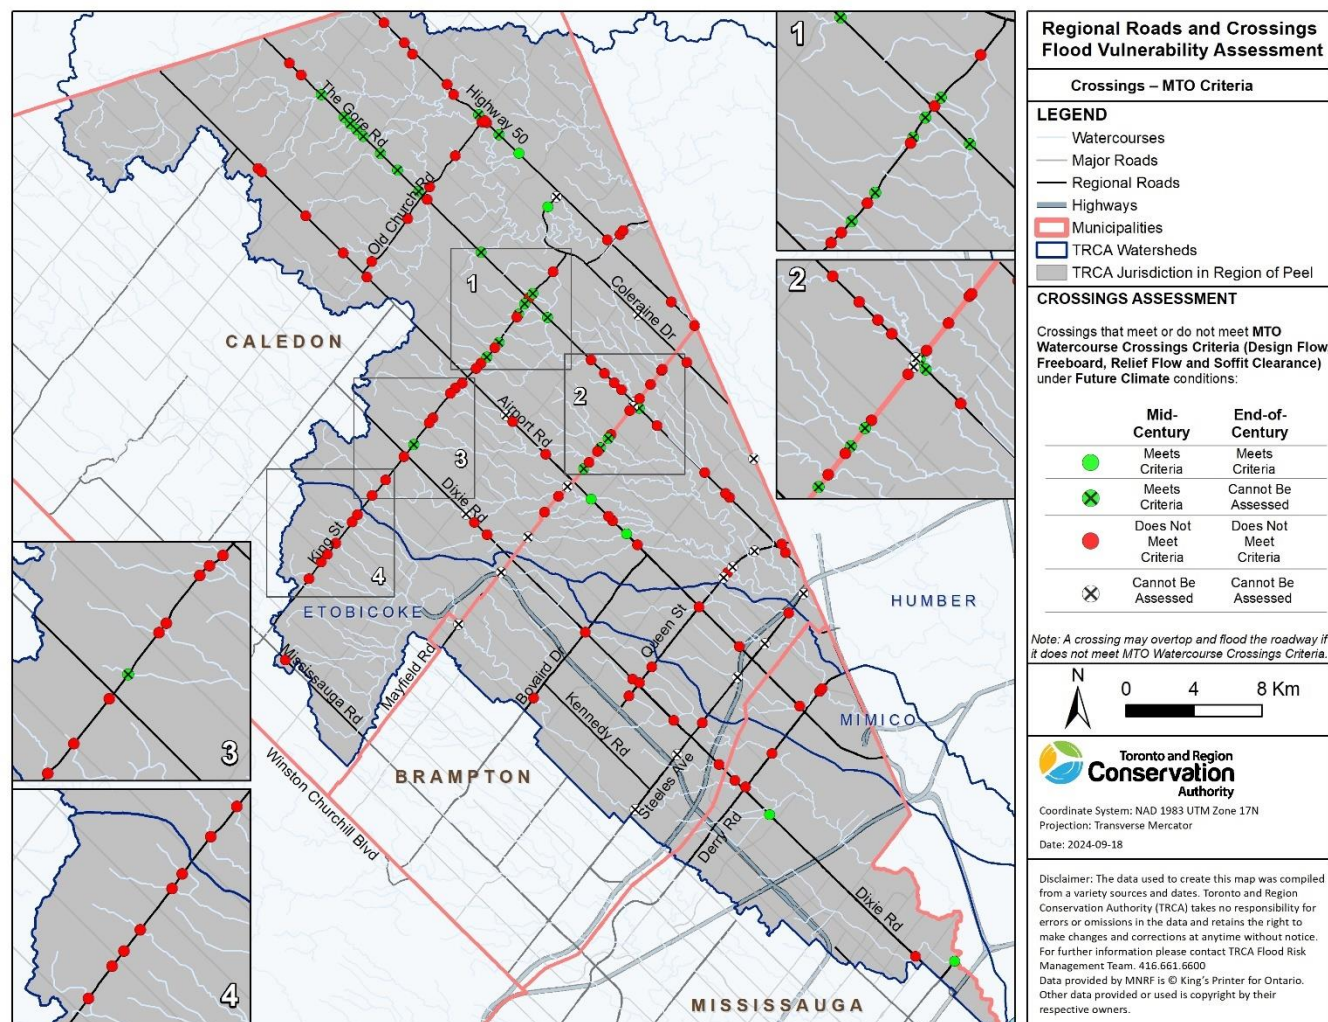 The Gore Rd
Highway 50
Old Church Rd
Coleraine Dr
CALEDON
1
2
3
4
Airport Rd
Dixie Rd
King St
ETOBICOKE
HUMBER
Queen St
Mississauga Rd
Mayfield Rd
Bovaird Dr
Kennedy Rd
MIMICO
BRAMPTON
Steeles Ave
Winston Churchill Blvd
Derry Rd
Dixie Rd
MISSISSAUGA
1
2
3
4
Regional Roads and Crossings
Flood Vulnerability Assessment
Crossings – MTO Criteria
LEGEND
Watercourses
Major Roads
Regional Roads
Highways
Municipalities
TRCA Watersheds
TRCA Jurisdiction in Region of Peel
CROSSINGS ASSESSMENT
Crossings that meet or do not meet MTO
Watercourse Crossings Criteria (Design Flow,
Freeboard, Relief Flow and Soffit Clearance)
under Future Climate conditions:
Mid-
Century
End-of-
Century
Meets
Criteria
Meets
Criteria
Meets
Criteria
Cannot Be
Assessed
Does Not
Meet
Criteria
Does Not
Meet
Criteria
Cannot Be
Assessed
Cannot Be
Assessed
Note: A crossing may overtop and flood the roadway if
it does not meet MTO Watercourse Crossings Criteria.
N
0 4 8 Km
Toronto and Region
Conservation
Authority
Coordinate System: NAD 1983 UTM Zone 17N
Projection: Transverse Mercator
Date: 2024-09-18
Disclaimer: The data used to create this map was compiled
from a variety sources and dates. Toronto and Region
Conservation Authority (TRCA) takes no responsibility for
errors or omissions in the data and retains the right to
make changes and corrections at anytime without notice.
For further information please contact TRCA Flood Risk
Management Team. 416.661.6600
Data provided by MNRF is © King's Printer for Ontario.
Other data provided or used is copyright by their
respective owners.